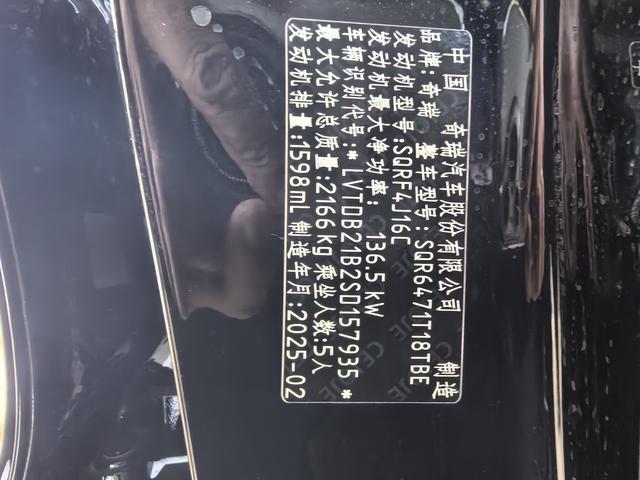 中国 奇瑞汽车股份有限公司 制造
品牌:奇瑞 整车型号:SQR6471T18TBE
发动机型号:SQRF4J16C
发动机最大净功率: 136.5kW
车辆识别代号:*LVTDB21B2SD157935*
最大允许总质量:2166kg 乘坐人数:5人
发动机排量:1598mL 制造年月:2025-02